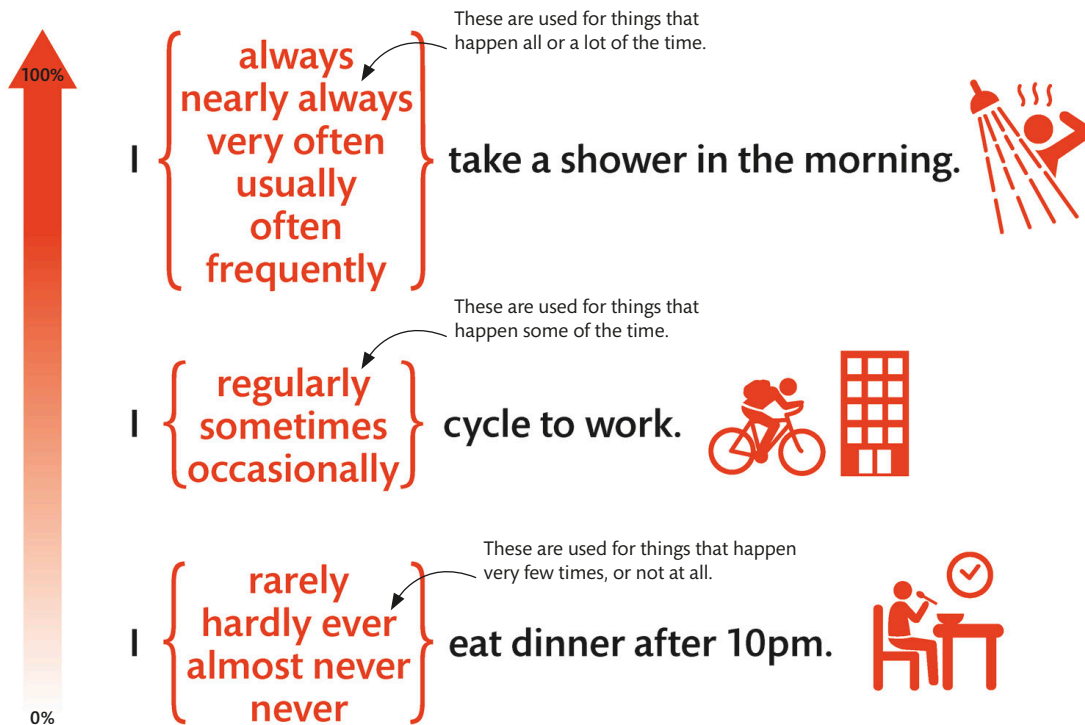 These are used for things that
happen all or a lot of the time.
100%
always
nearly always
very often
usually
often
frequently
I
take a shower in the morning.
These are used for things that
happen some of the time.
regularly
sometimes
occasionally
I
cycle to work.
These are used for things that happen
very few times, or not at all.
rarely
hardly ever
almost never
never
I
eat dinner after 10pm.
0%